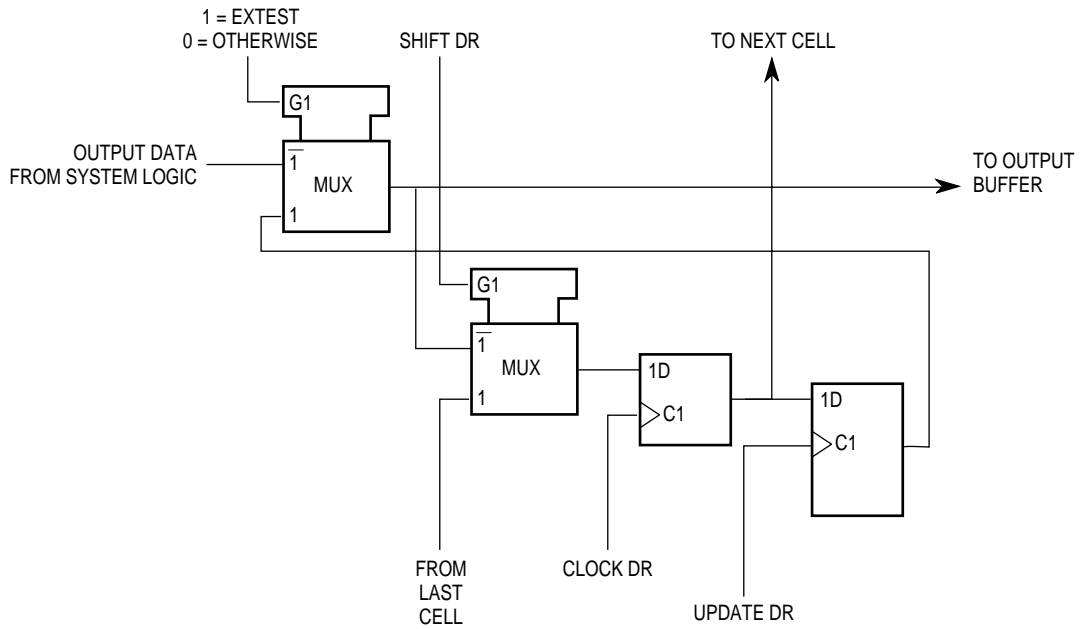 1 = EXTEST
0 = OTHERWISE
SHIFT DR
TO NEXT CELL
G1
OUTPUT DATA
FROM SYSTEM LOGIC
1̅
MUX
1
TO OUTPUT
BUFFER
G1
1̅
MUX
1
1D
C1
1D
C1
FROM
LAST
CELL
CLOCK DR
UPDATE DR